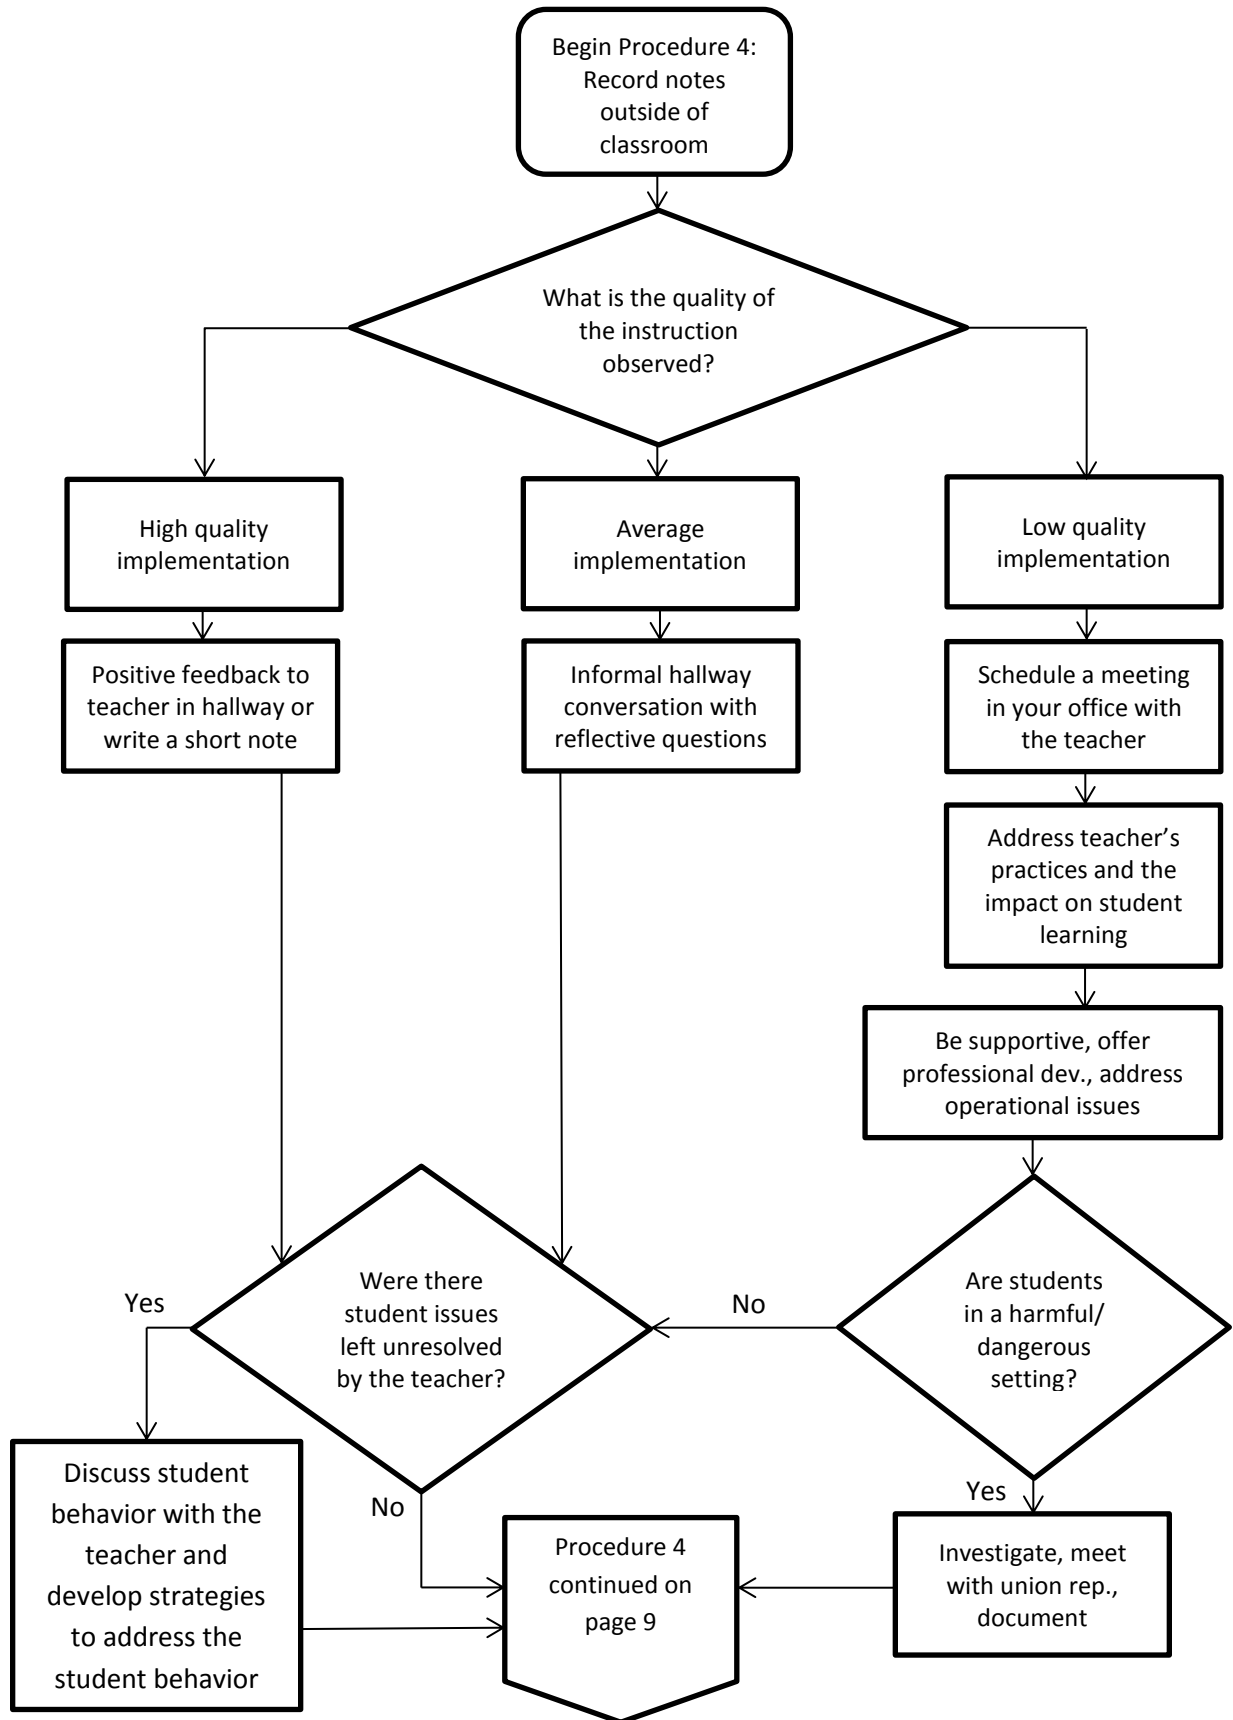 Begin Procedure 4:
Record notes
outside of
classroom
What is the quality of
the instruction
observed?
High quality
implementation
Average
implementation
Low quality
implementation
Positive feedback to
teacher in hallway or
write a short note
Informal hallway
conversation with
reflective questions
Schedule a meeting
in your office with
the teacher
Address teacher’s
practices and the
impact on student
learning
Be supportive, offer
professional dev., address
operational issues
Were there
student issues
left unresolved
by the teacher?
Yes
No
Are students
in a harmful/
dangerous
setting?
Discuss student
behavior with the
teacher and
develop strategies
to address the
student behavior
No
Procedure 4
continued on
page 9
Yes
Investigate, meet
with union rep.,
document